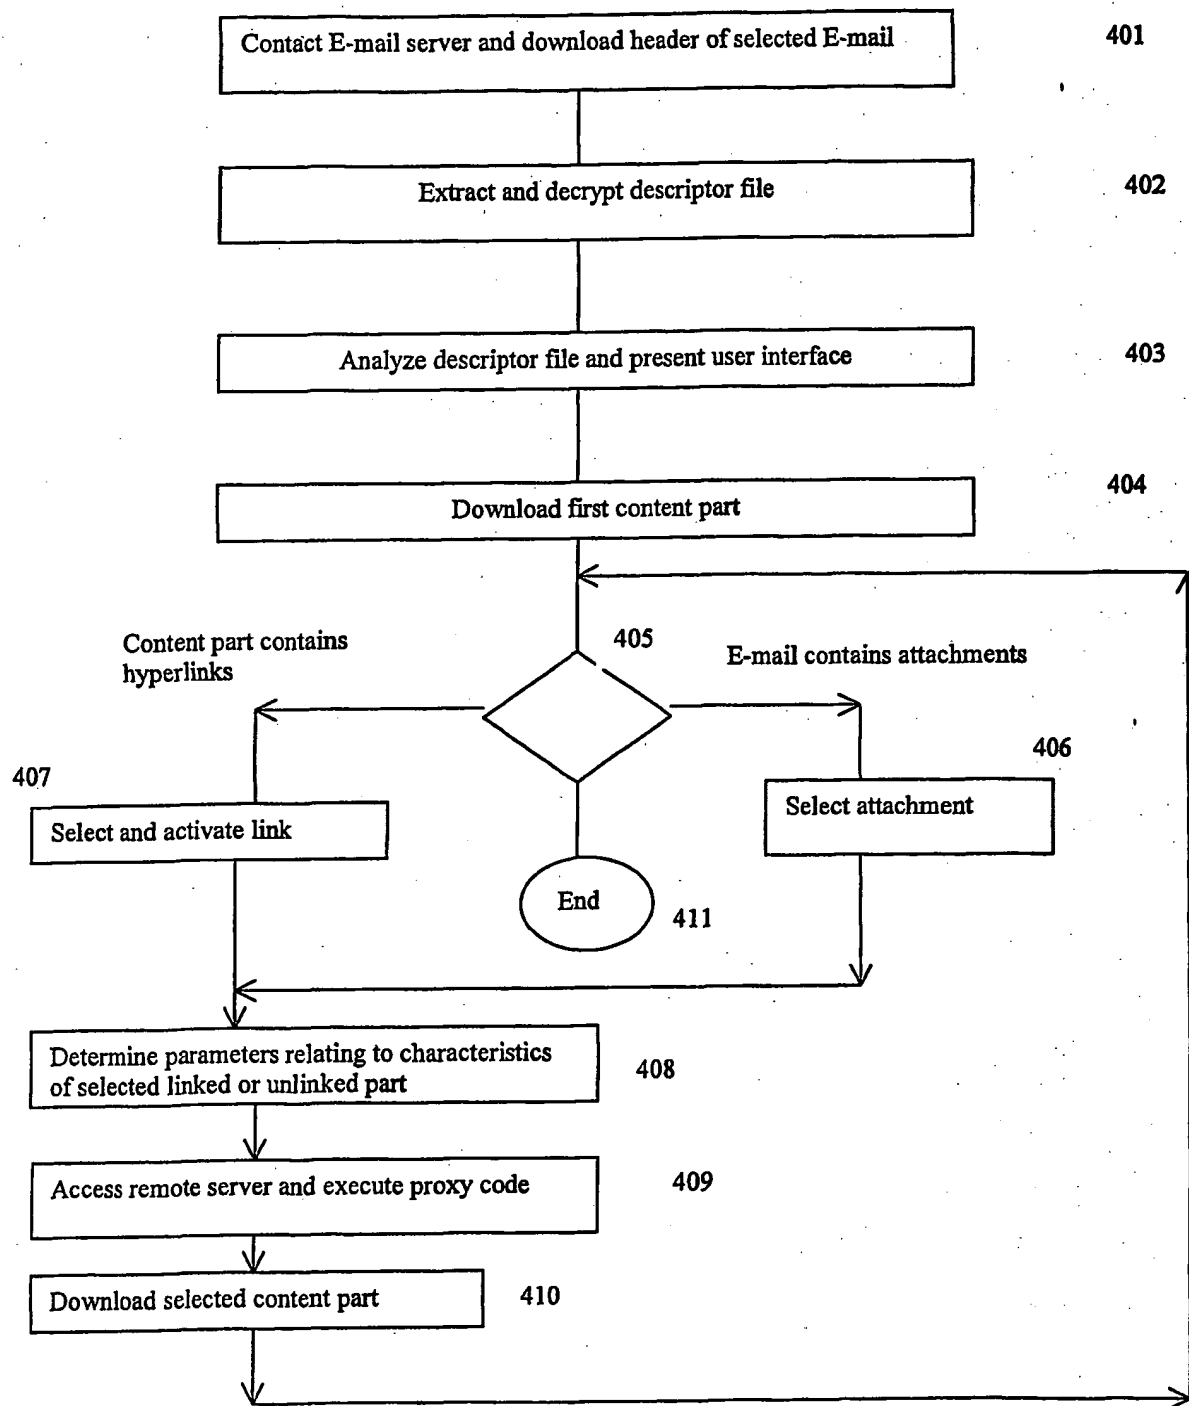 Contact E-mail server and download header of selected E-mail
401
Extract and decrypt descriptor file
402
Analyze descriptor file and present user interface
403
Download first content part
404
Content part contains
hyperlinks
405
E-mail contains attachments
407
Select and activate link
406
Select attachment
End
411
Determine parameters relating to characteristics
of selected linked or unlinked part
408
Access remote server and execute proxy code
409
Download selected content part
410